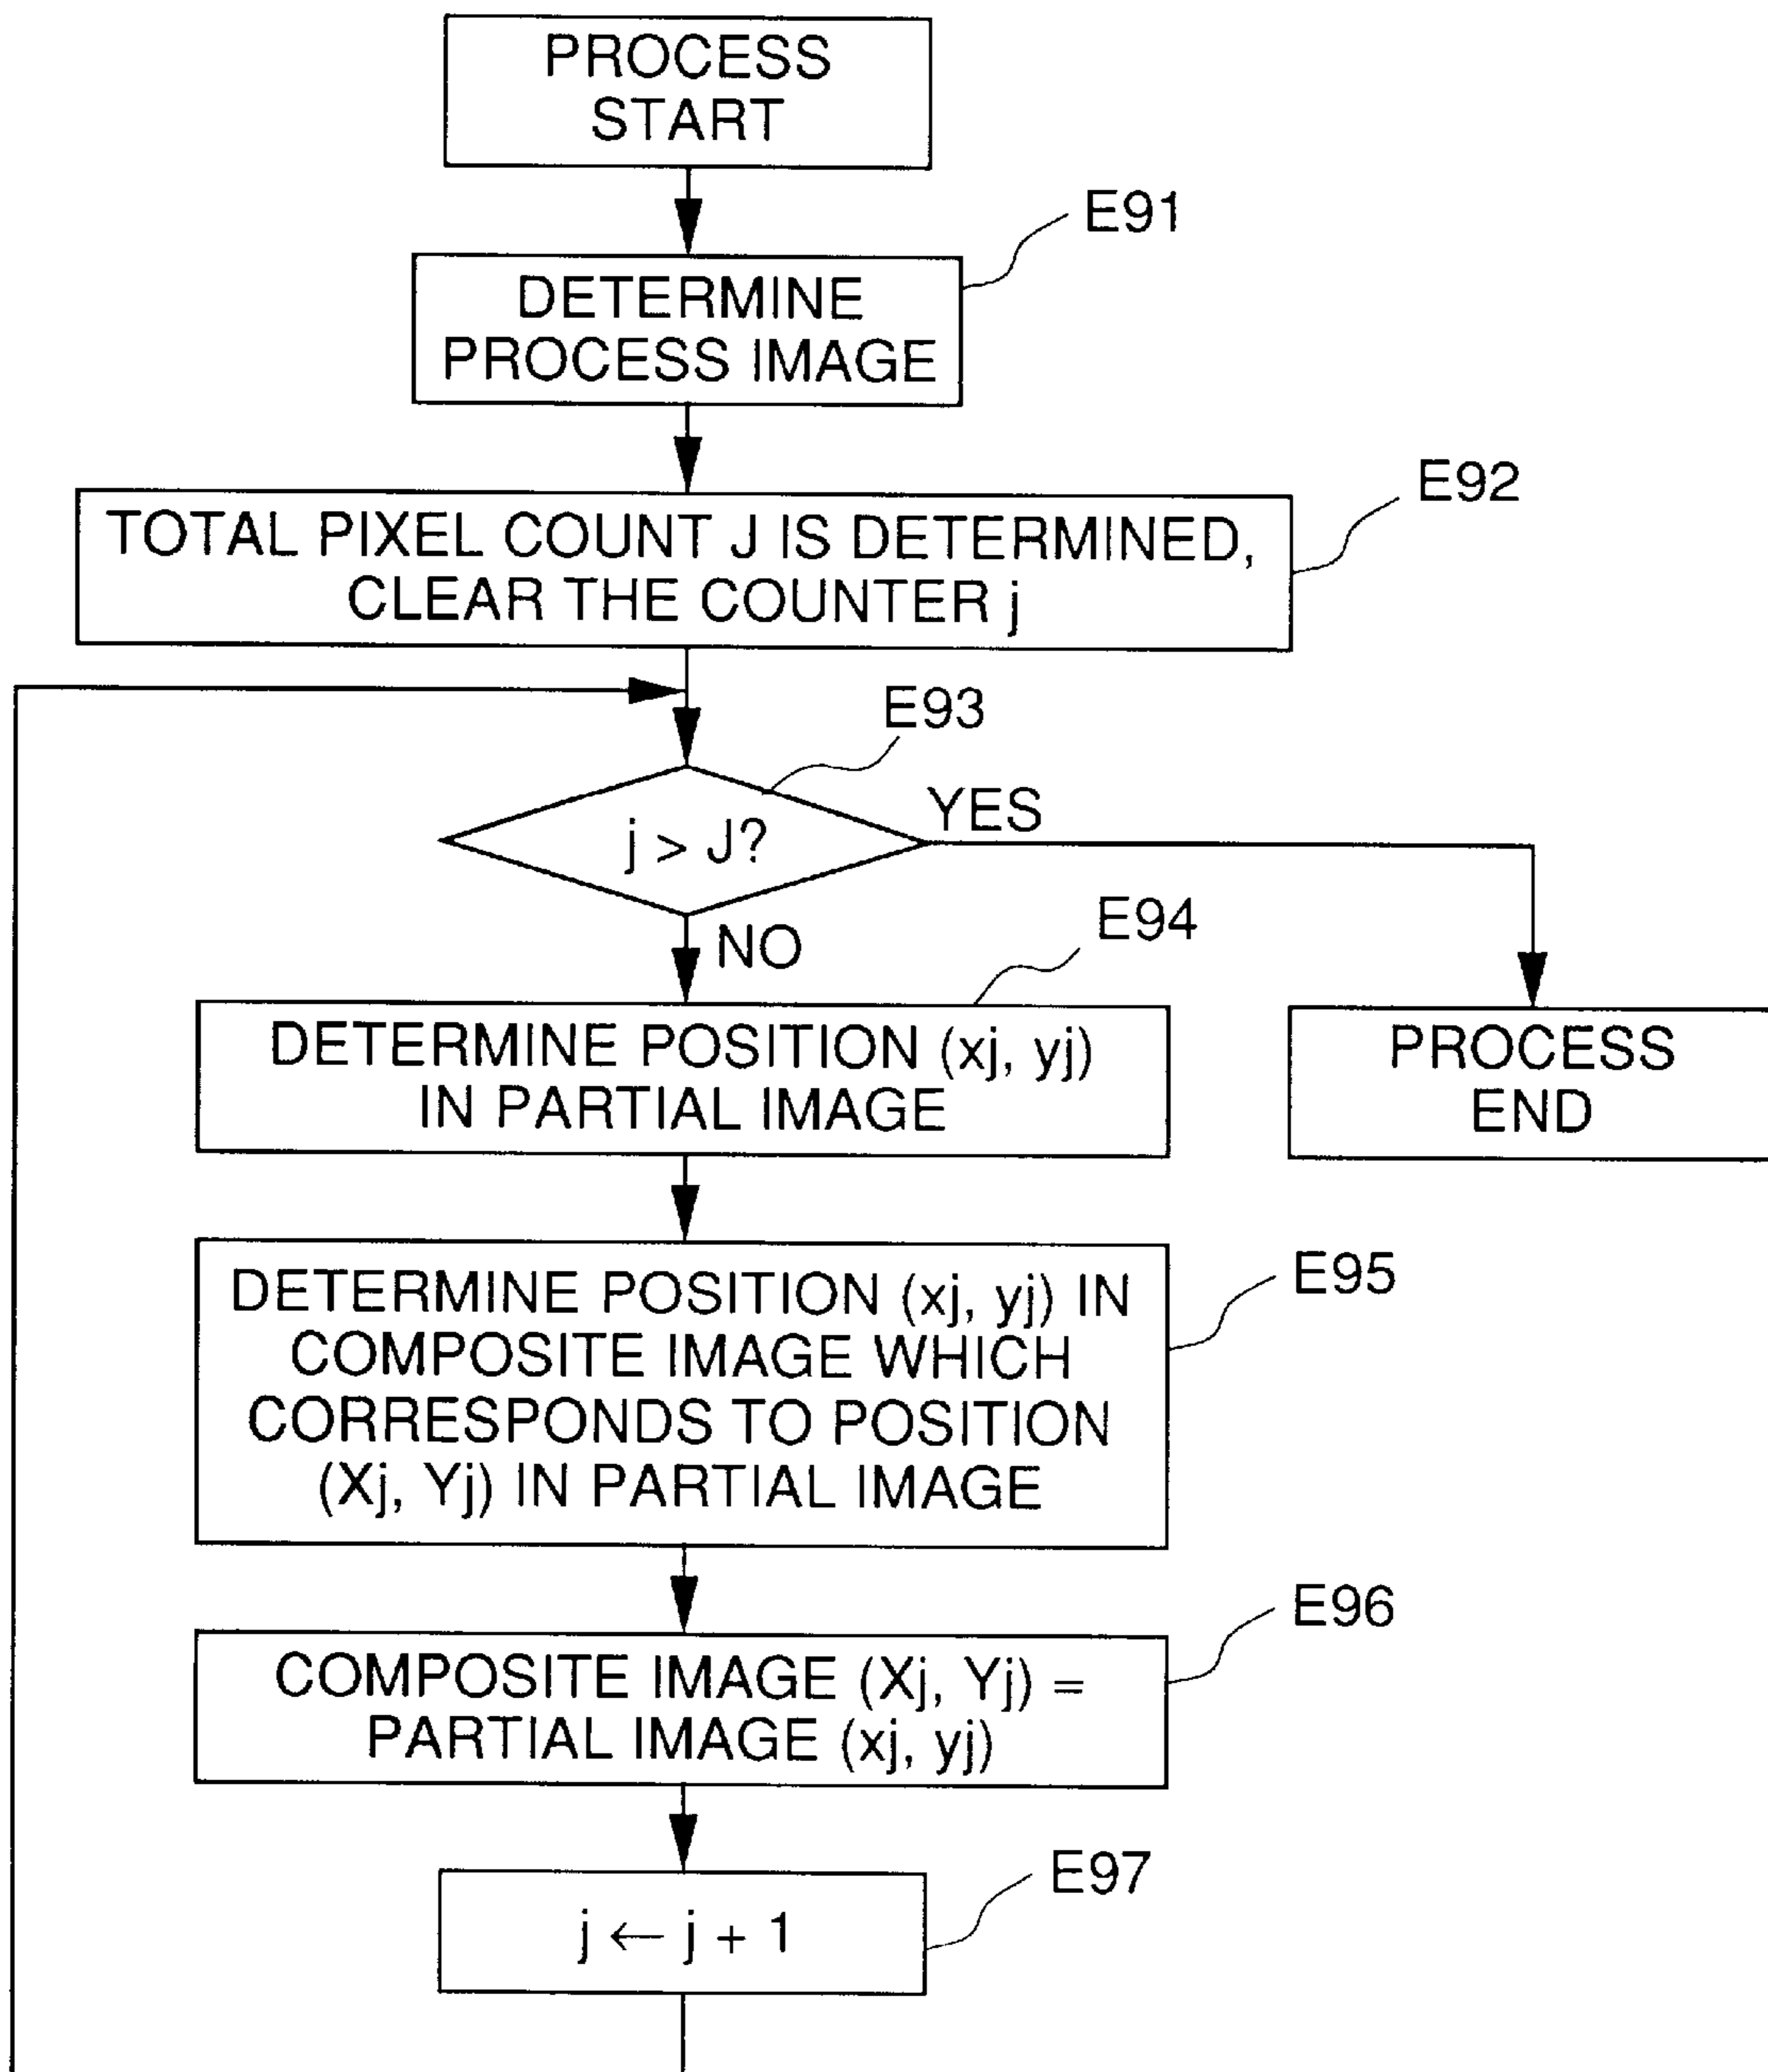 PROCESS
START
E91
DETERMINE
PROCESS IMAGE
E92
TOTAL PIXEL COUNT J IS DETERMINED,
CLEAR THE COUNTER j
E93
j > J?
YES
NO
E94
DETERMINE POSITION (xj, yj)
IN PARTIAL IMAGE
PROCESS
END
E95
DETERMINE POSITION (xj, yj) IN
COMPOSITE IMAGE WHICH
CORRESPONDS TO POSITION
(Xj, Yj) IN PARTIAL IMAGE
E96
COMPOSITE IMAGE (Xj, Yj) =
PARTIAL IMAGE (xj, yj)
E97
j ← j + 1